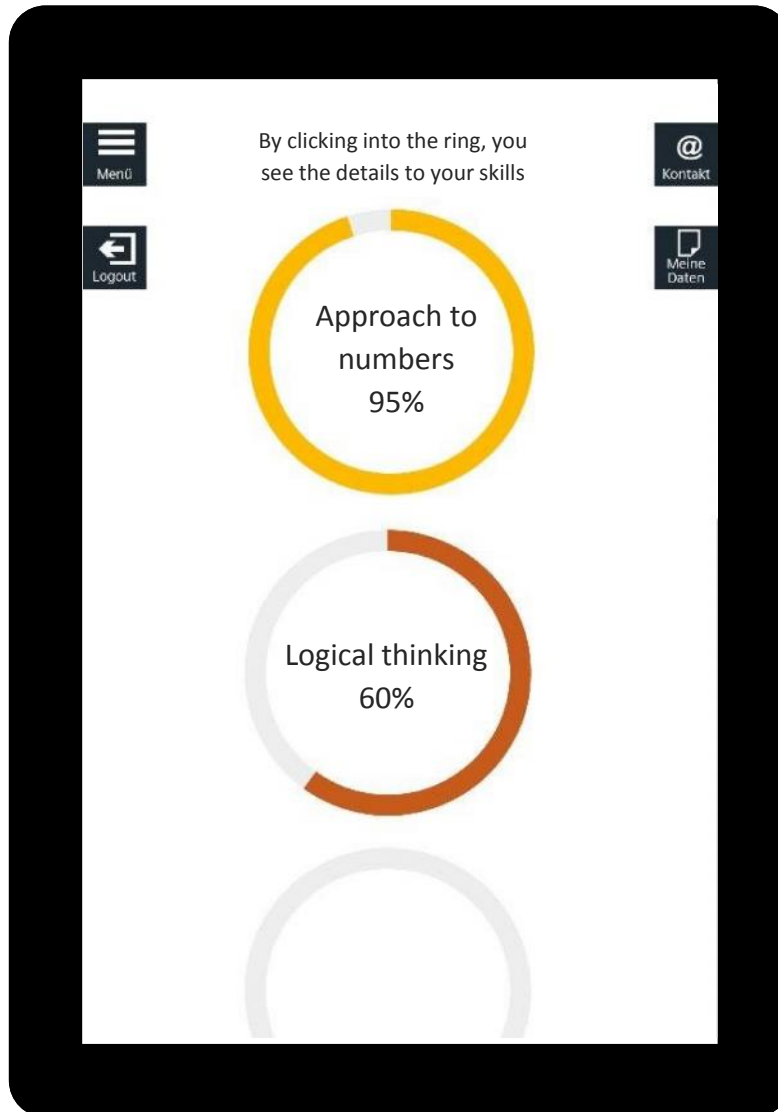 By clicking into the ring, you
see the details to your skills
Menü
@
Kontakt
Logout
Meine
Daten
Approach to
numbers
95%
Logical thinking
60%